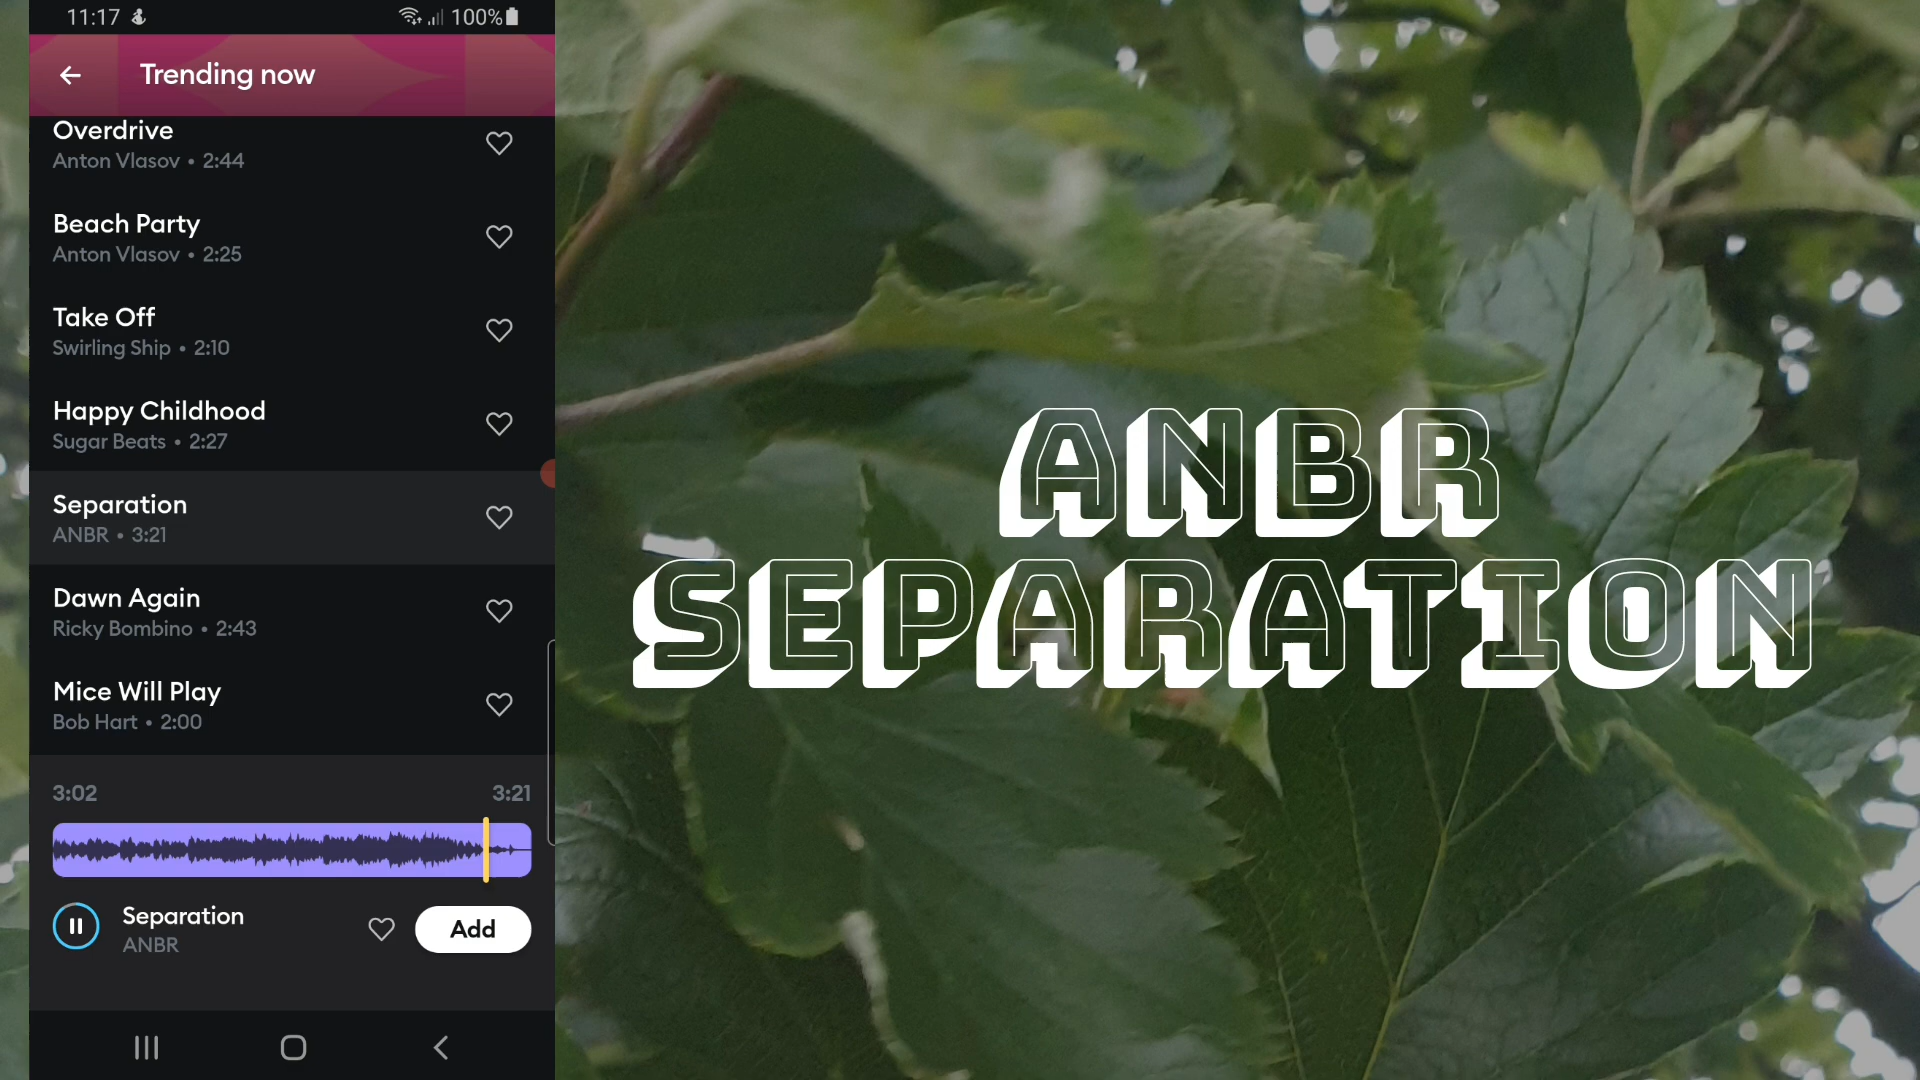 11:17 100%
Trending now
Overdrive
Anton Vlasov • 2:44
Beach Party
Anton Vlasov • 2:25
Take Off
Swirling Ship • 2:10
Happy Childhood
Sugar Beats • 2:27
Separation
ANBR • 3:21
Dawn Again
Ricky Bombino • 2:43
Mice Will Play
Bob Hart • 2:00
3:02 3:21
Separation
ANBR
Add
ANBR
SEPARATION